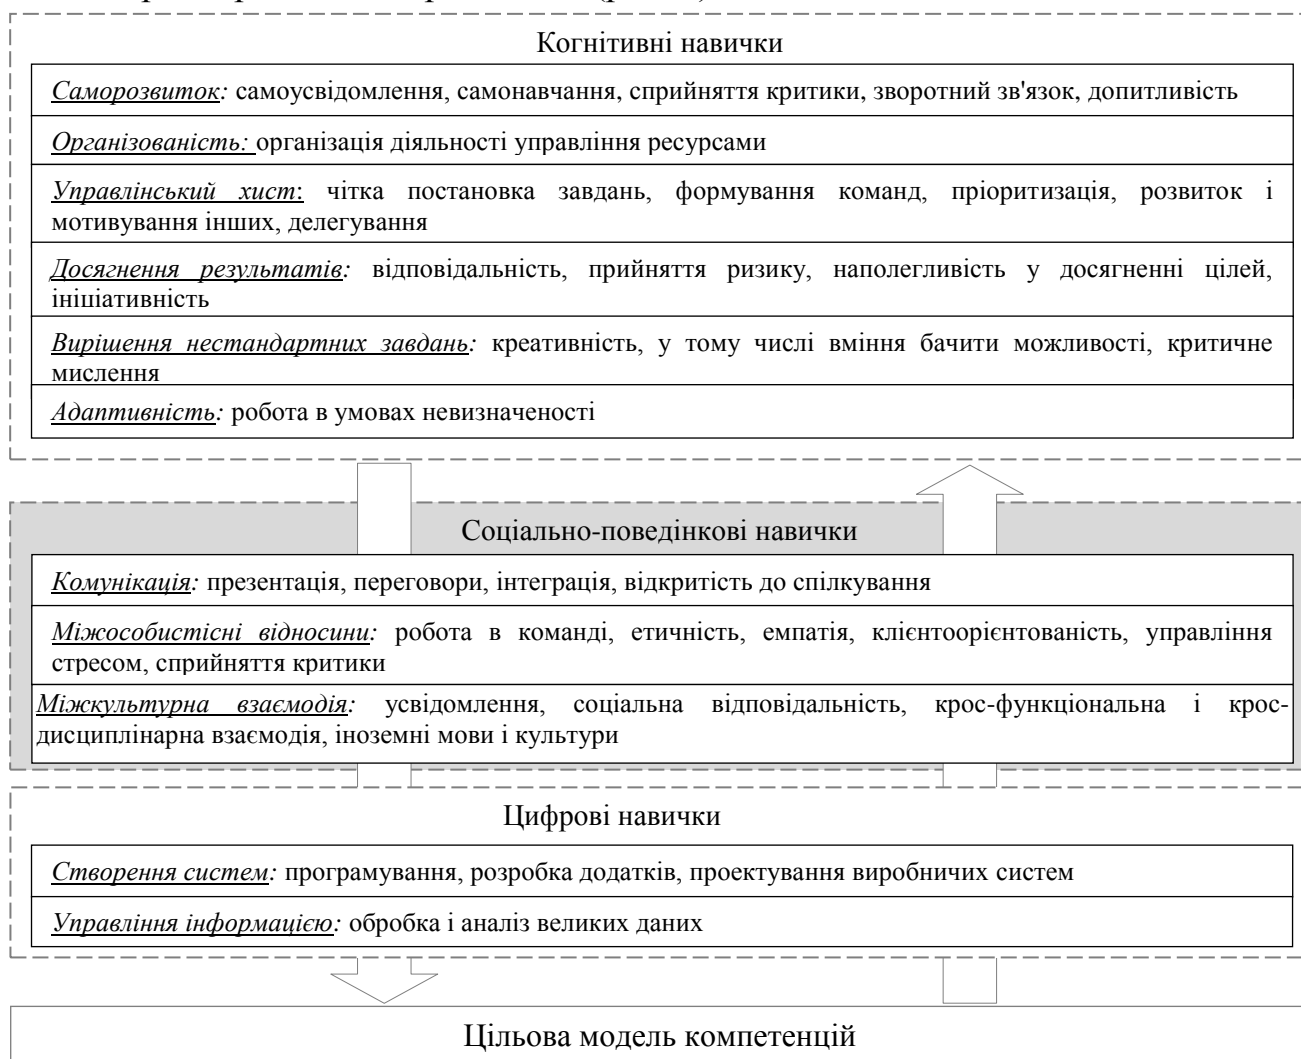 Когнітивні навички
Саморозвиток: самоусвідомлення, самонавчання, сприйняття критики, зворотний зв'язок, допитливість
Організованість: організація діяльності управління ресурсами
Управлінський хист: чітка постановка завдань, формування команд, пріоритизація, розвиток і
мотивування інших, делегування
Досягнення результатів: відповідальність, прийняття ризику, наполегливість у досягненні цілей,
ініціативність
Вирішення нестандартних завдань: креативність, у тому числі вміння бачити можливості, критичне
мислення
Адаптивність: робота в умовах невизначеності
Соціально-поведінкові навички
Комунікація: презентація, переговори, інтеграція, відкритість до спілкування
Міжособистісні відносини: робота в команді, етичність, емпатія, клієнтоорієнтованість, управління
стресом, сприйняття критики
Міжкультурна взаємодія: усвідомлення, соціальна відповідальність, крос-функціональна і крос-
дисциплінарна взаємодія, іноземні мови і культури
Цифрові навички
Створення систем: програмування, розробка додатків, проектування виробничих систем
Управління інформацією: обробка і аналіз великих даних
Цільова модель компетенцій